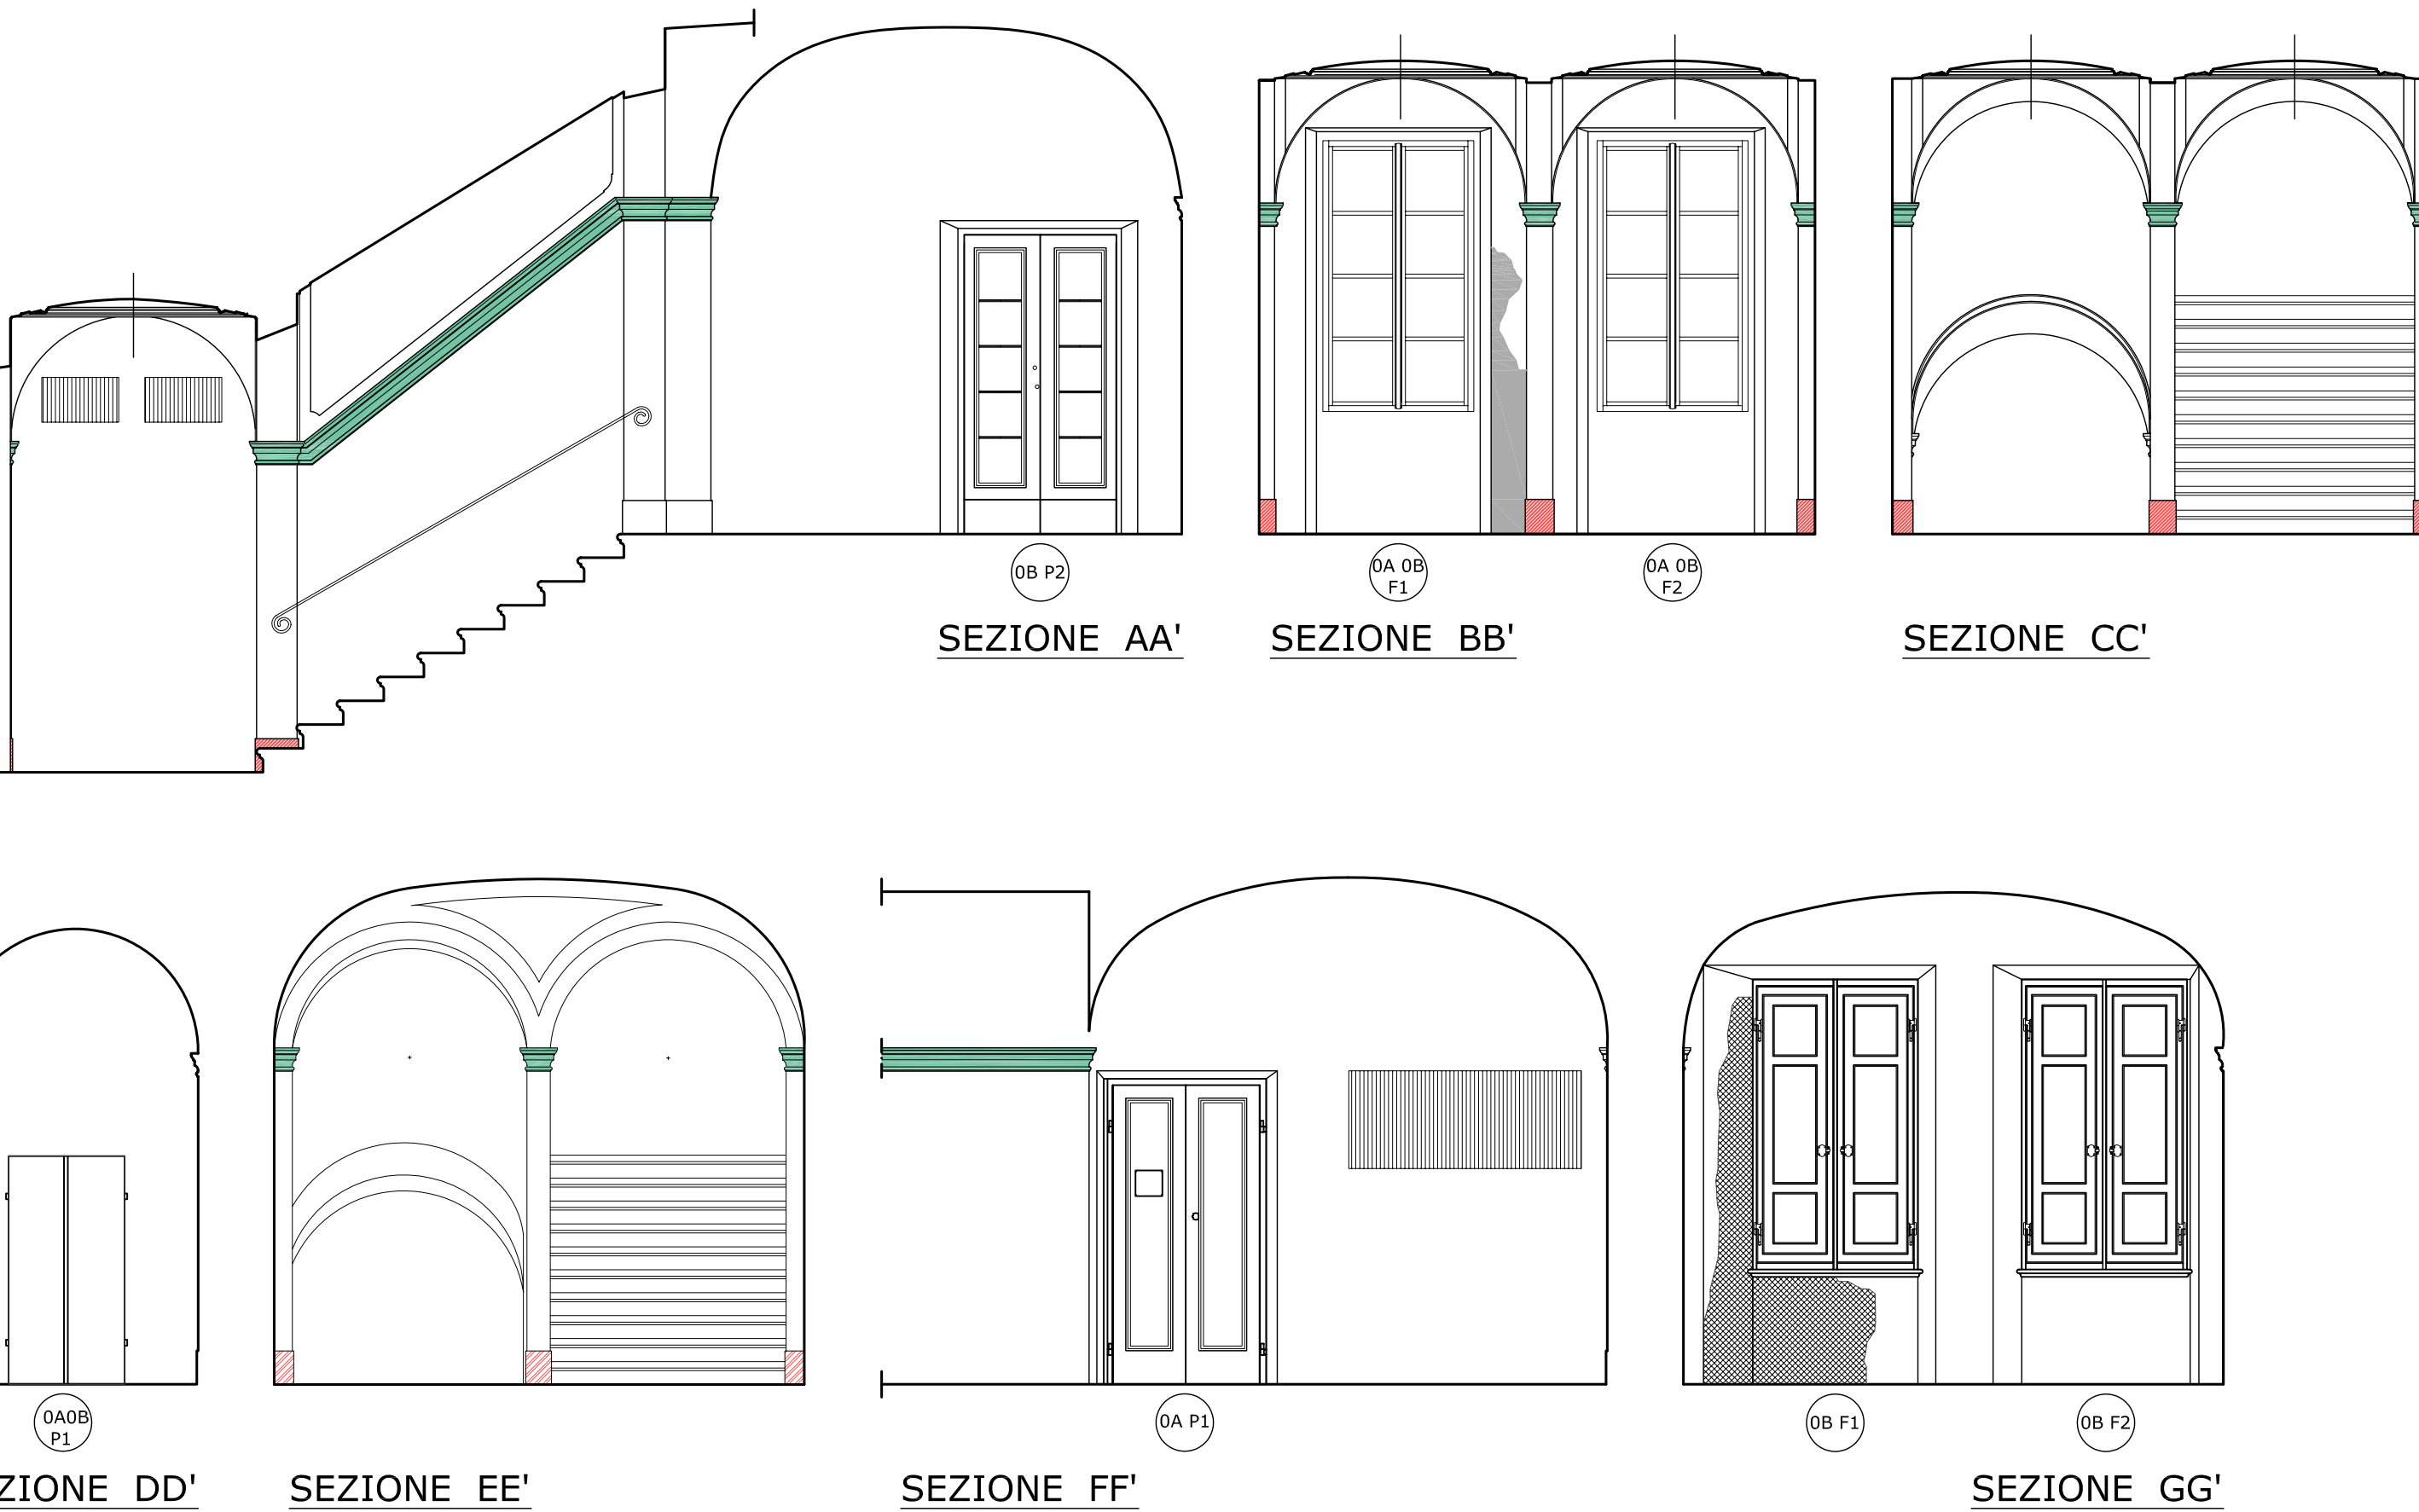 0B P2
0A 0B
F1
0A 0B
F2
SEZIONE AA'
SEZIONE BB'
SEZIONE CC'
0A0B
P1
0A P1
0B F1
0B F2
ZIONE DD'
SEZIONE EE'
SEZIONE FF'
SEZIONE GG'